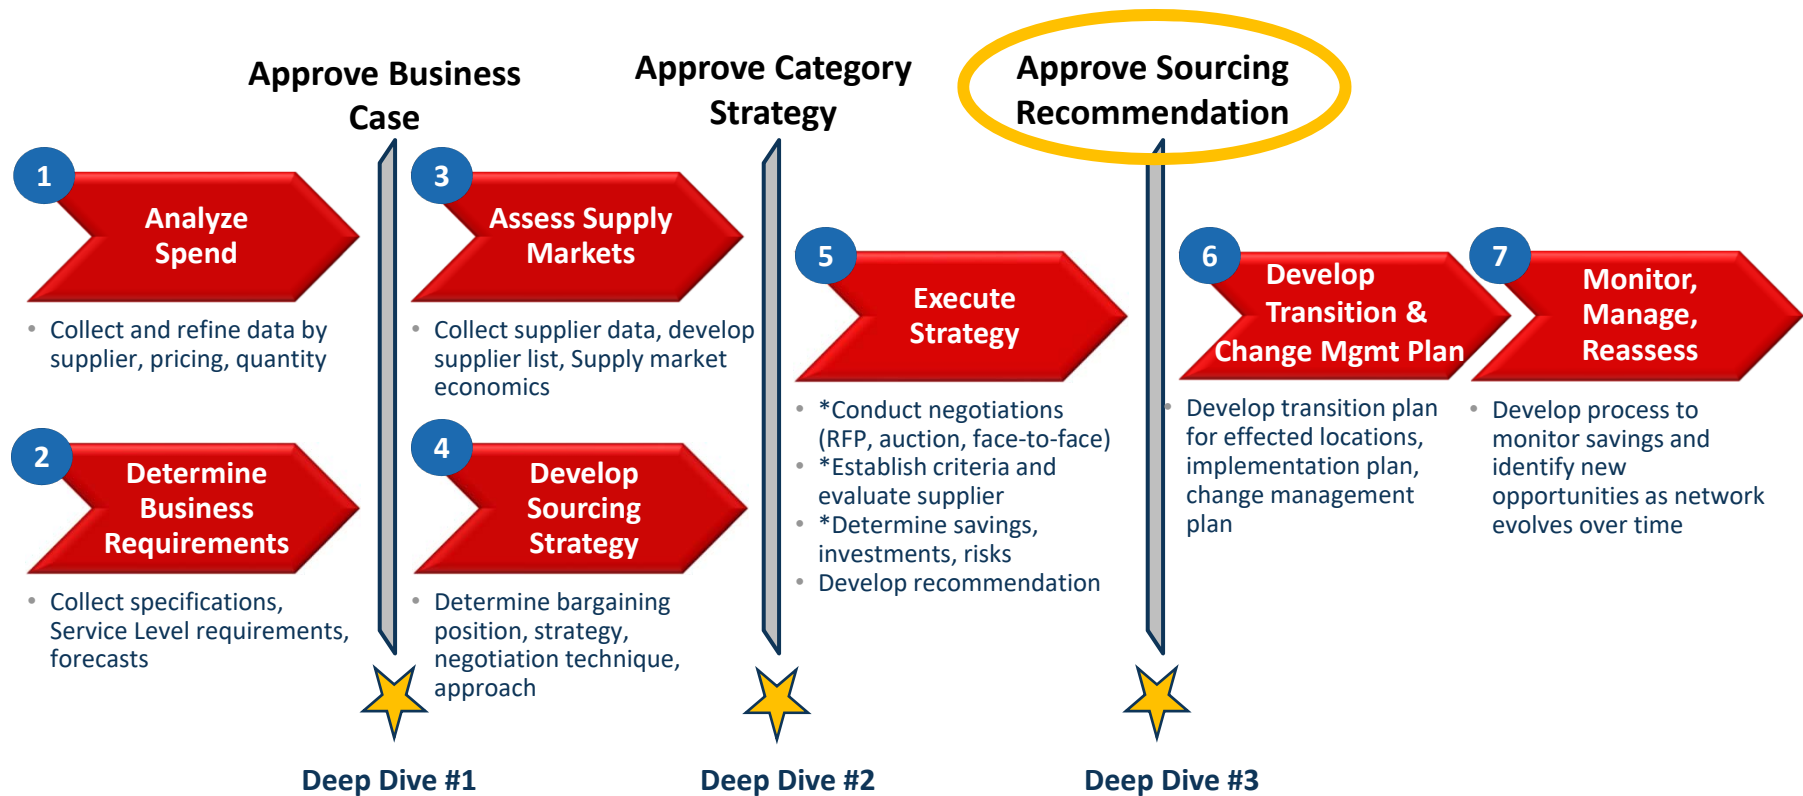 Approve Business
Case
Approve Category
Strategy
Approve Sourcing
Recommendation
1
Analyze
Spend
• Collect and refine data by
supplier, pricing, quantity
2
Determine
Business
Requirements
• Collect specifications,
Service Level requirements,
forecasts
3
Assess Supply
Markets
• Collect supplier data, develop
supplier list, Supply market
economics
4
Develop
Sourcing
Strategy
• Determine bargaining
position, strategy,
negotiation technique,
approach
5
Execute
Strategy
• *Conduct negotiations
(RFP, auction, face-to-face)
• *Establish criteria and
evaluate supplier
• *Determine savings,
investments, risks
• Develop recommendation
6
Develop
Transition &
Change Mgmt Plan
• Develop transition plan
for effected locations,
implementation plan,
change management
plan
7
Monitor,
Manage,
Reassess
• Develop process to
monitor savings and
identify new
opportunities as network
evolves over time
Deep Dive #1
Deep Dive #2
Deep Dive #3